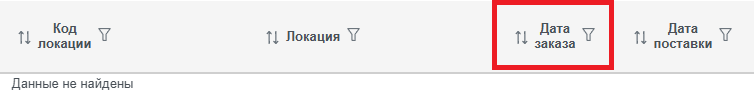 Код локации
Локация
Дата заказа
Дата поставки
Данные не найдены